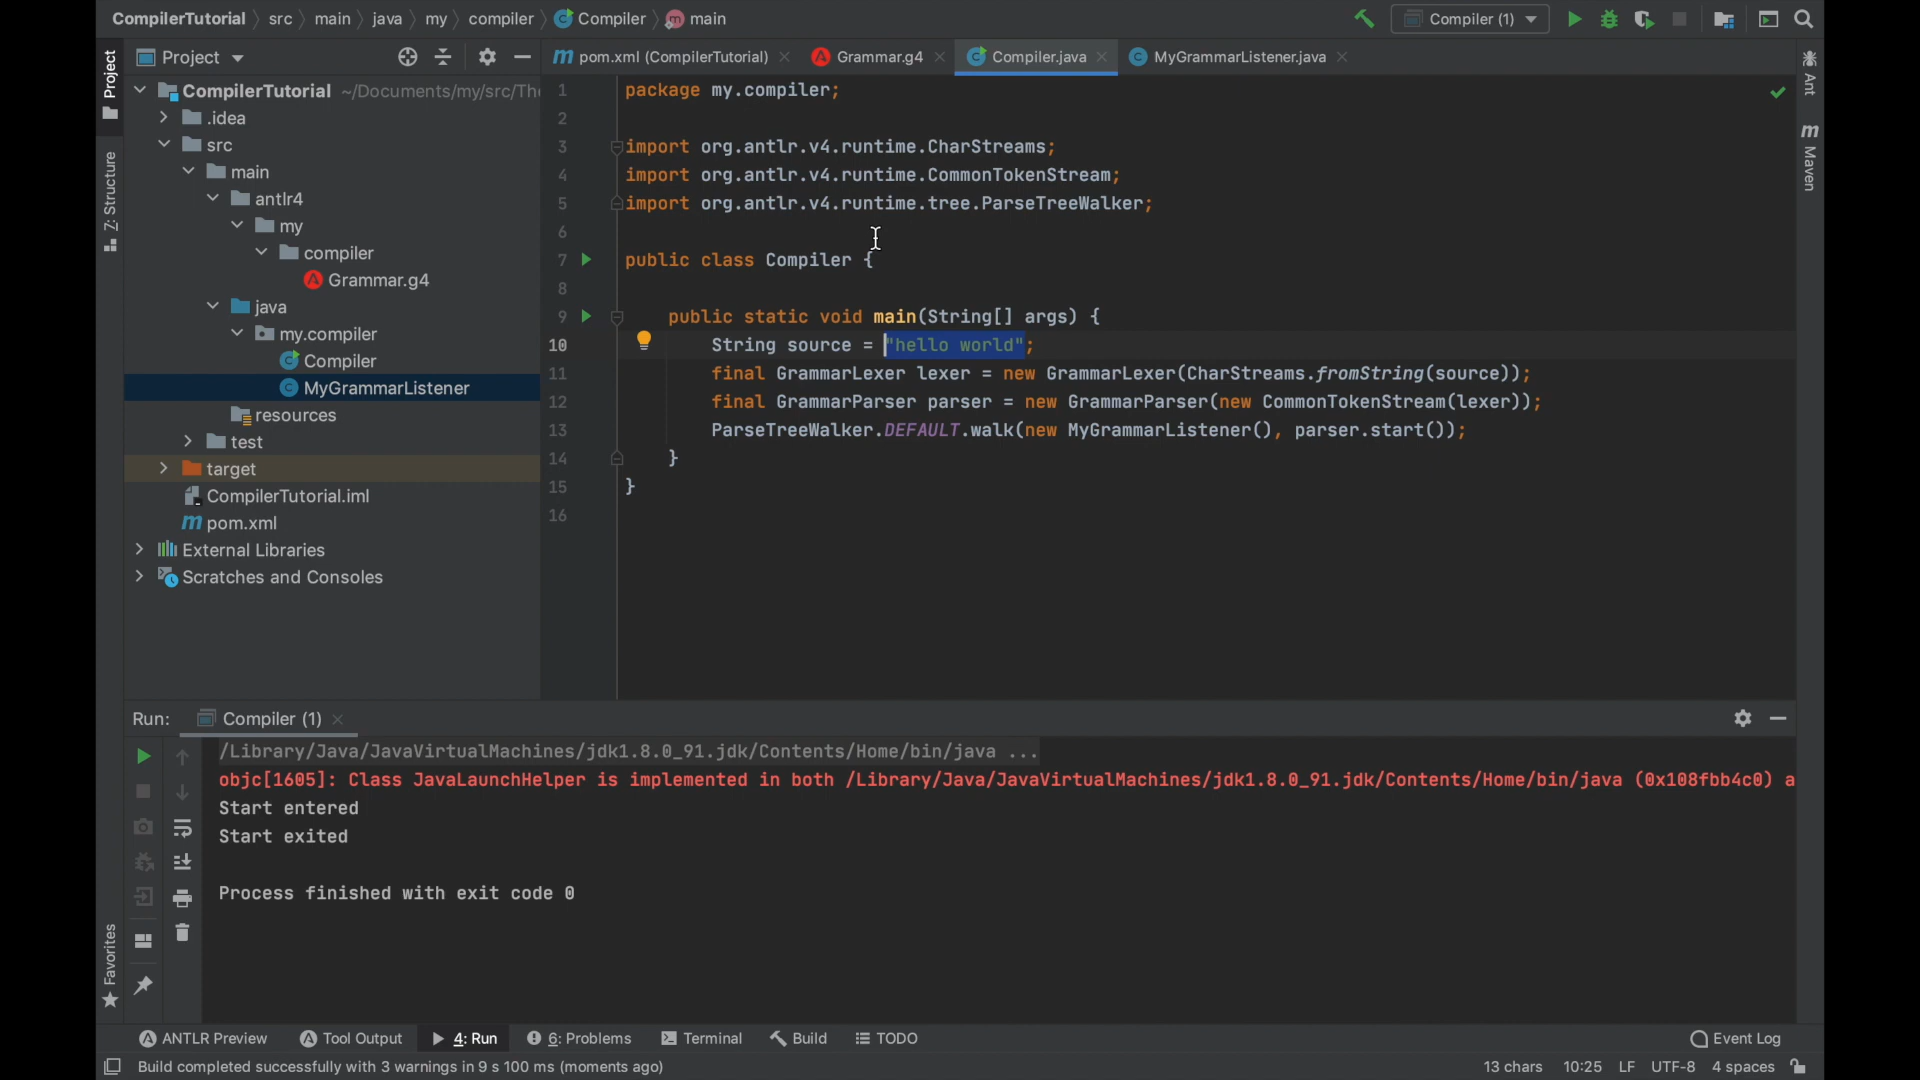 CompilerTutorial src main java my compiler Compiler main Compiler (1)
Project pom.xml (CompilerTutorial) Grammar.g4 Compiler.java MyGrammarListener.java
Project
Z: Structure
Favorites
CompilerTutorial ~/Documents/my/src/The
.idea
src
main
antlr4
my
compiler
Grammar.g4
java
my.compiler
Compiler
MyGrammarListener
resources
test
target
CompilerTutorial.iml
pom.xml
External Libraries
Scratches and Consoles
1 package my.compiler;
2
3 import org.antlr.v4.runtime.CharStreams;
4 import org.antlr.v4.runtime.CommonTokenStream;
5 import org.antlr.v4.runtime.tree.ParseTreeWalker;
6
7 public class Compiler {
8
9 public static void main(String[] args) {
10 String source = "hello world";
11 final GrammarLexer lexer = new GrammarLexer(CharStreams.fromString(source));
12 final GrammarParser parser = new GrammarParser(new CommonTokenStream(lexer));
13 ParseTreeWalker.DEFAULT.walk(new MyGrammarListener(), parser.start());
14 }
15 }
16
Ant
Maven
Run: Compiler (1)
/Library/Java/JavaVirtualMachines/jdk1.8.0_91.jdk/Contents/Home/bin/java ...
objc[1605]: Class JavaLaunchHelper is implemented in both /Library/Java/JavaVirtualMachines/jdk1.8.0_91.jdk/Contents/Home/bin/java (0x108fbb4c0) a
Start entered
Start exited
Process finished with exit code 0
ANTLR Preview Tool Output 4: Run 6: Problems Terminal Build TODO Event Log
Build completed successfully with 3 warnings in 9 s 100 ms (moments ago) 13 chars 10:25 LF UTF-8 4 spaces